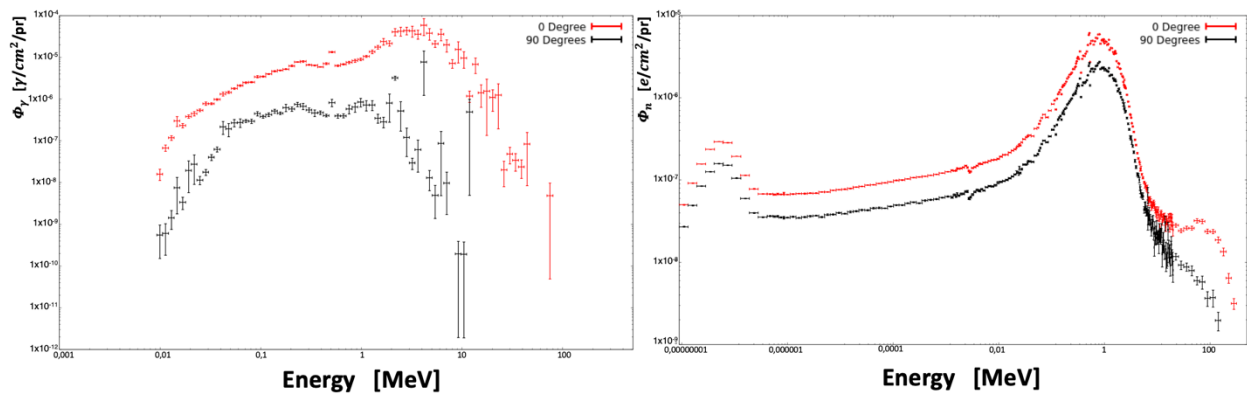 Φγ [γ/cm²/pr]
1x10⁻⁴
1x10⁻⁵
1x10⁻⁶
1x10⁻⁷
1x10⁻⁸
1x10⁻⁹
1x10⁻¹⁰
1x10⁻¹¹
1x10⁻¹²
0 Degree
90 Degrees
0,001 0,01 0,1 1 10 100
Energy [MeV]
Φn [e/cm²/pr]
1x10⁻⁵
1x10⁻⁶
1x10⁻⁷
1x10⁻⁸
1x10⁻⁹
0 Degree
90 Degrees
0,00000001 0,000001 0,0001 0,01 1 100
Energy [MeV]